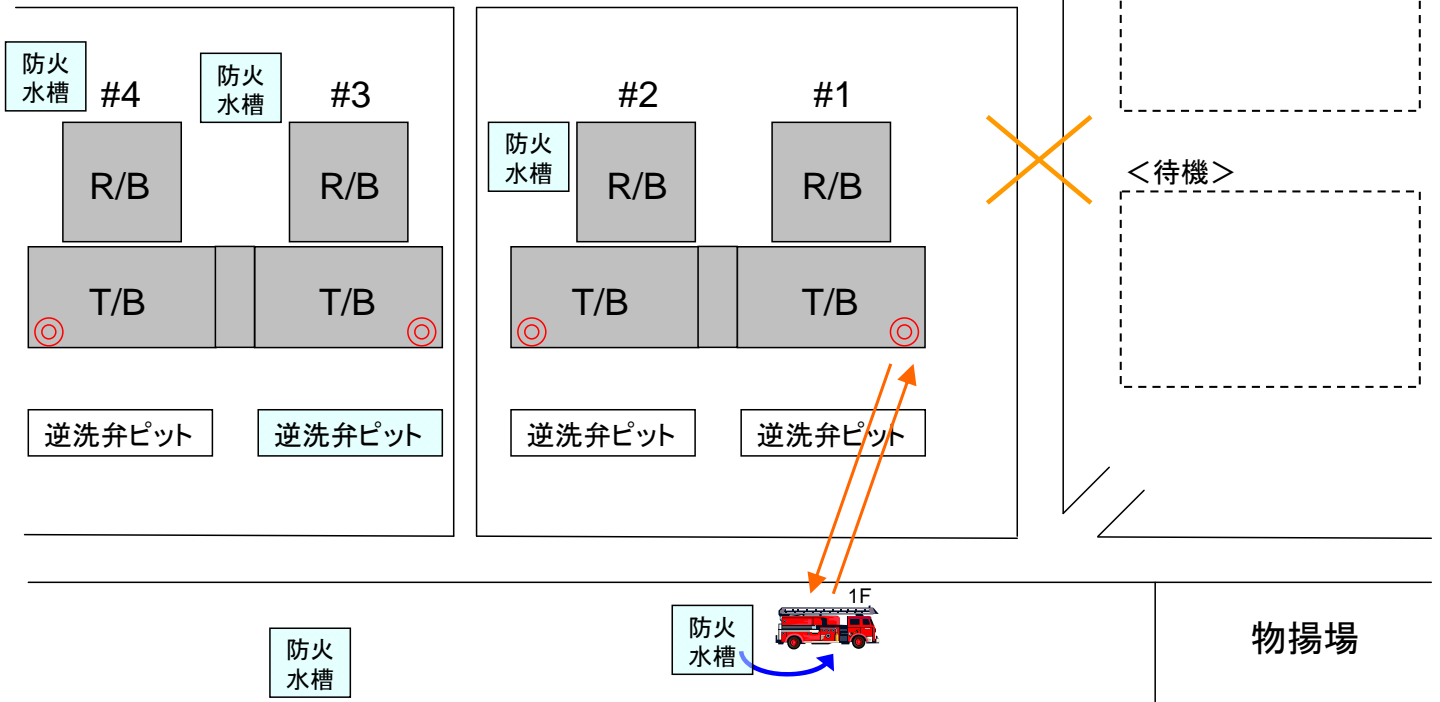 防火
水槽
#4
防火
水槽
#3
#2
#1
防火
水槽
<待機>
R/B
R/B
R/B
R/B
T/B
T/B
T/B
T/B
逆洗弁ピット
逆洗弁ピット
逆洗弁ピット
逆洗弁ピット
1F
防火
水槽
防火
水槽
物揚場